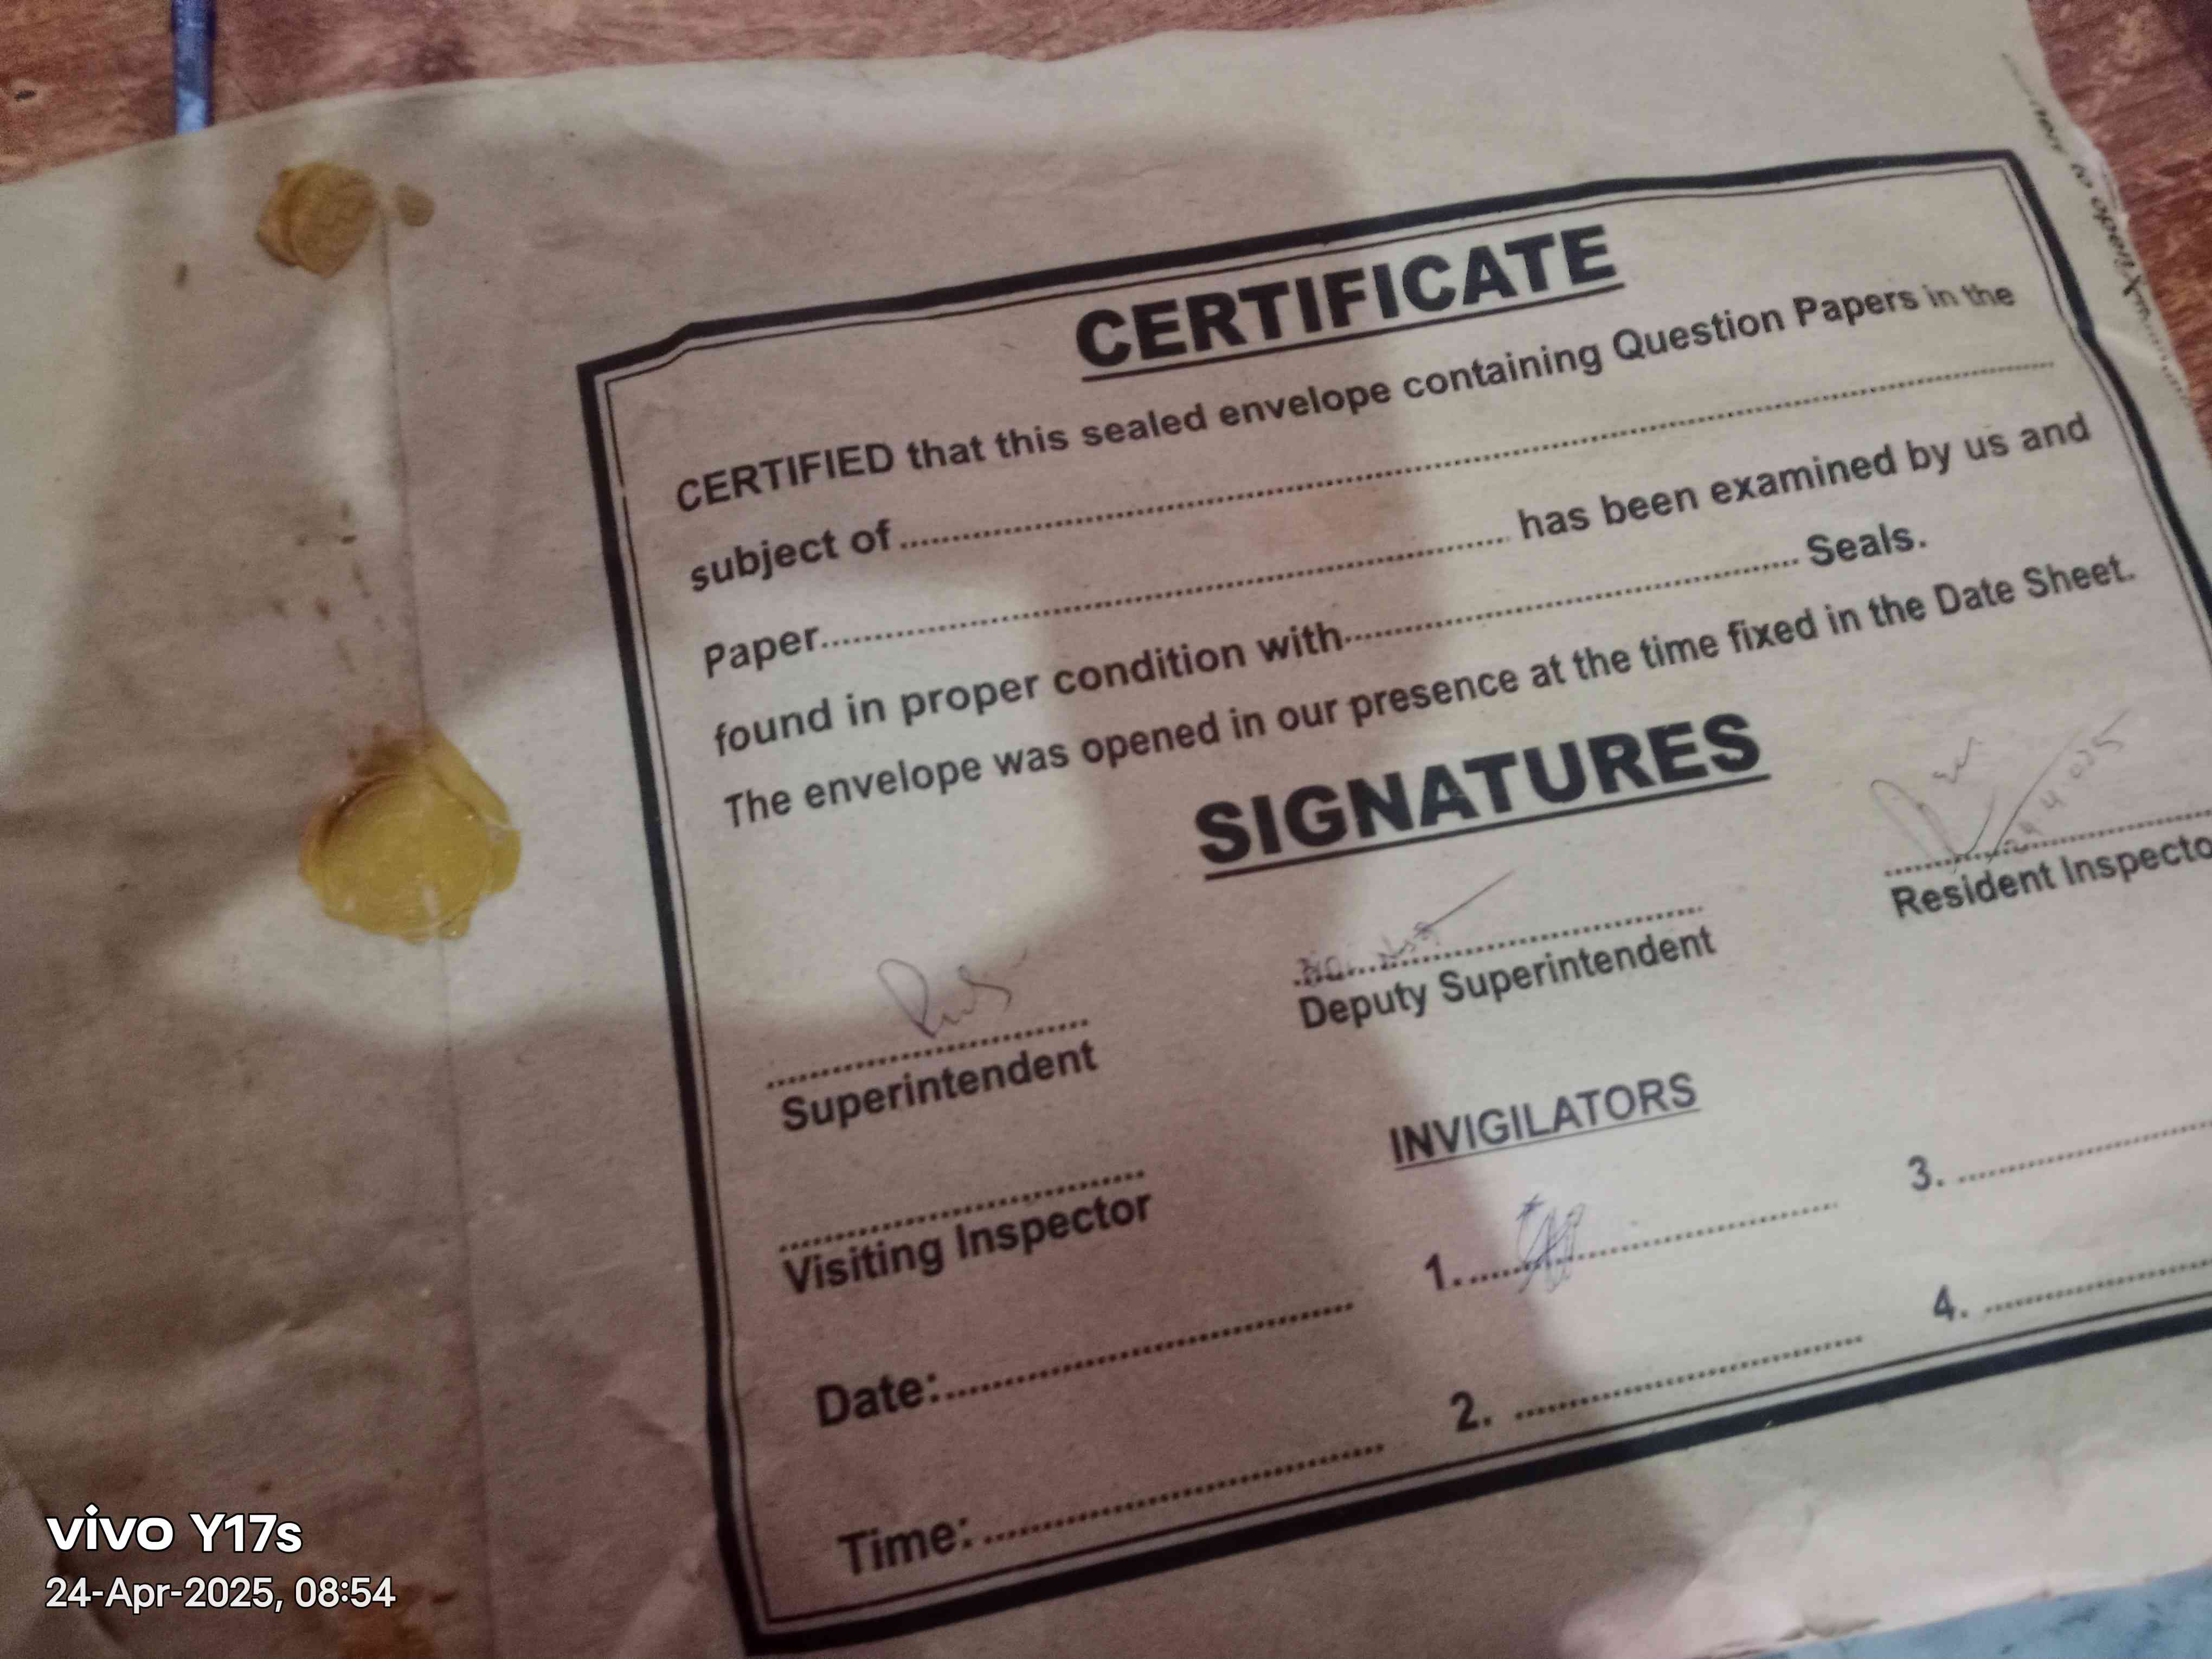 CERTIFICATE
CERTIFIED that this sealed envelope containing Question Papers in the
subject of
Paper has been examined by us and
found in proper condition with Seals.
The envelope was opened in our presence at the time fixed in the Date Sheet.
SIGNATURES
Superintendent
Deputy Superintendent
Resident Inspecto
INVIGILATORS
Visiting Inspector
1.
3.
Date:
2.
4.
Time:
vivo Y17s
24-Apr-2025, 08:54